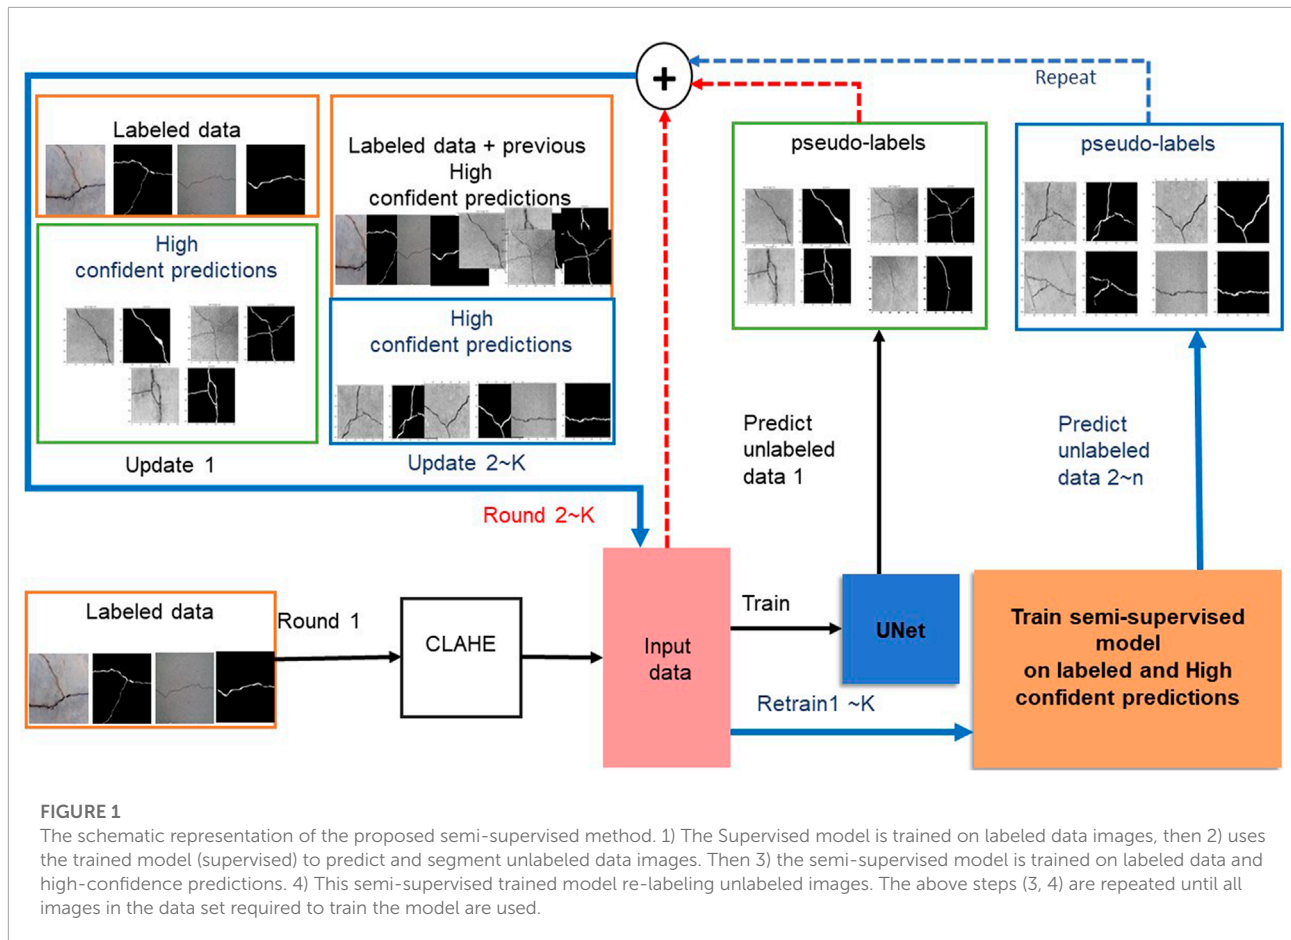 +
Repeat
Labeled data
High
confident predictions
Update 1
Labeled data + previous
High
confident predictions
High
confident predictions
Update 2~K
pseudo-labels
pseudo-labels
Predict
unlabeled
data 1
Predict
unlabeled
data 2~n
Round 2~K
Labeled data
Round 1
CLAHE
Input
data
Train
UNet
Retrain1 ~K
Train semi-supervised
model
on labeled and High
confident predictions
FIGURE 1
The schematic representation of the proposed semi-supervised method. 1) The Supervised model is trained on labeled data images, then 2) uses
the trained model (supervised) to predict and segment unlabeled data images. Then 3) the semi-supervised model is trained on labeled data and
high-confidence predictions. 4) This semi-supervised trained model re-labeling unlabeled images. The above steps (3, 4) are repeated until all
images in the data set required to train the model are used.